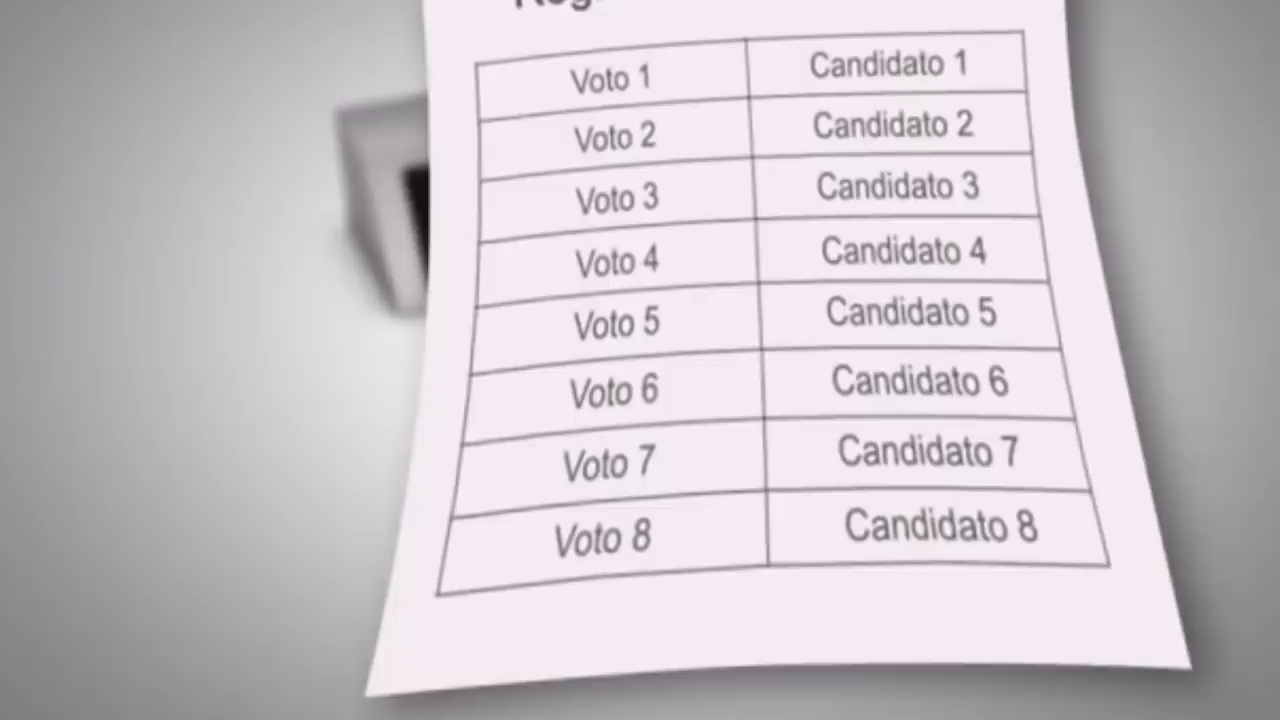 Voto 1 Candidato 1
Voto 2 Candidato 2
Voto 3 Candidato 3
Voto 4 Candidato 4
Voto 5 Candidato 5
Voto 6 Candidato 6
Voto 7 Candidato 7
Voto 8 Candidato 8